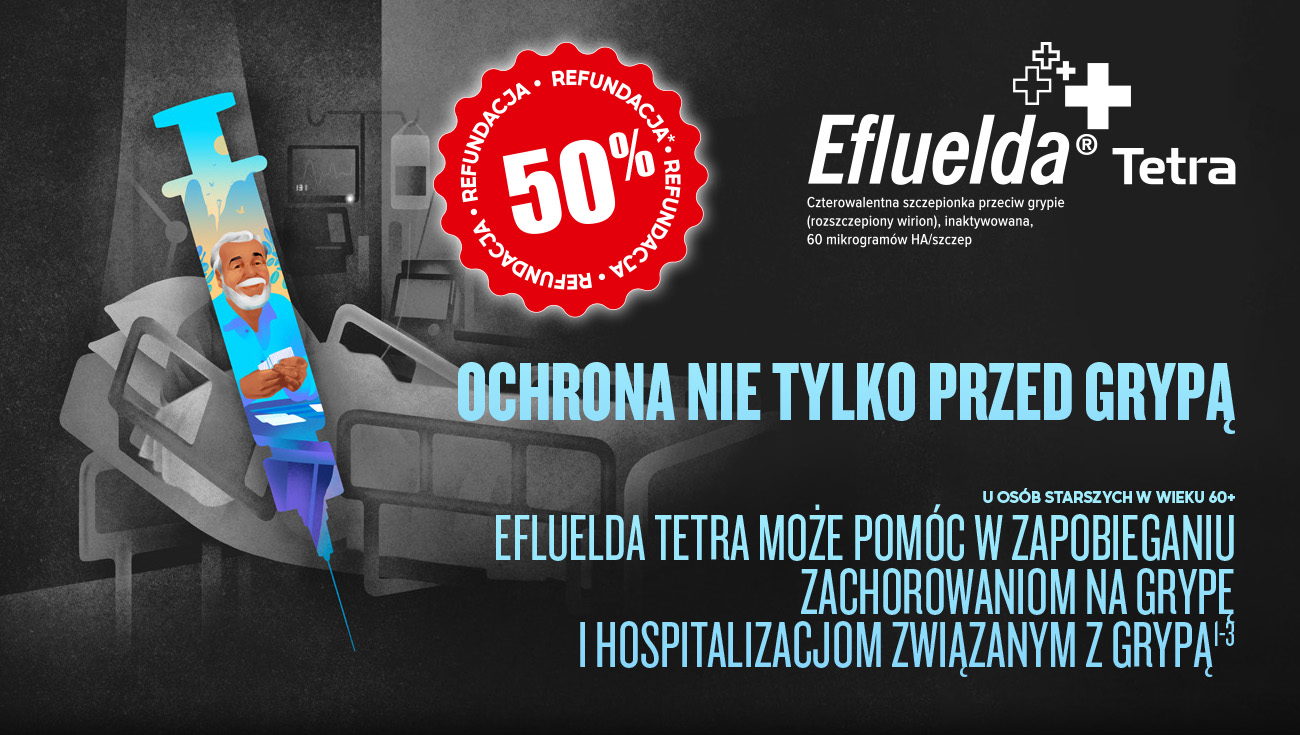 REFUNDACJA* • REFUNDACJA • REFUNDACJA • REFUNDACJA •
50%
Efluelda® Tetra
Czterowalentna szczepionka przeciw grypie
(rozszczepiony wirion), inaktywowana,
60 mikrogramów HA/szczep
OCHRONA NIE TYLKO PRZED GRYPĄ
U OSÓB STARSZYCH W WIEKU 60+
EFLUELDA TETRA MOŻE POMÓC W ZAPOBIEGANIU
ZACHOROWANIOM NA GRYPĘ
I HOSPITALIZACJOM ZWIĄZANYM Z GRYPĄ1-3